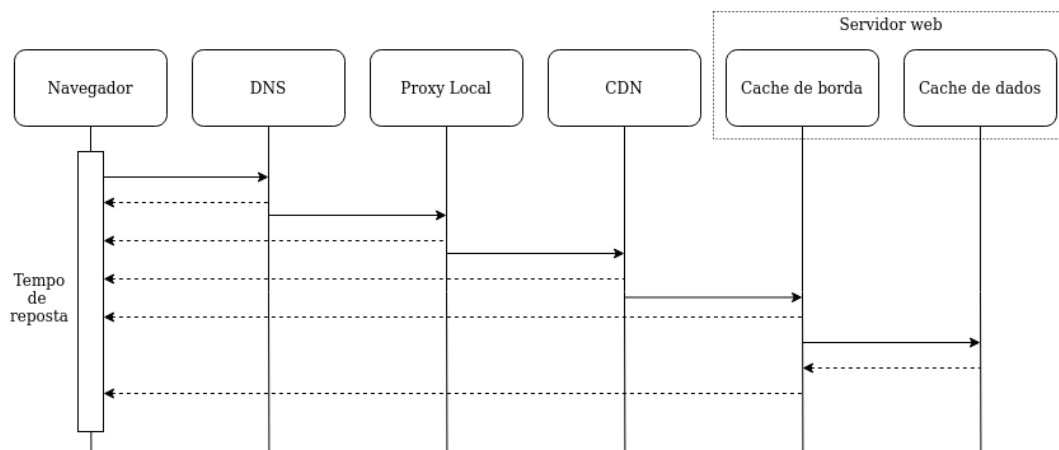 Servidor web
Navegador
DNS
Proxy Local
CDN
Cache de borda
Cache de dados
Tempo
de
reposta